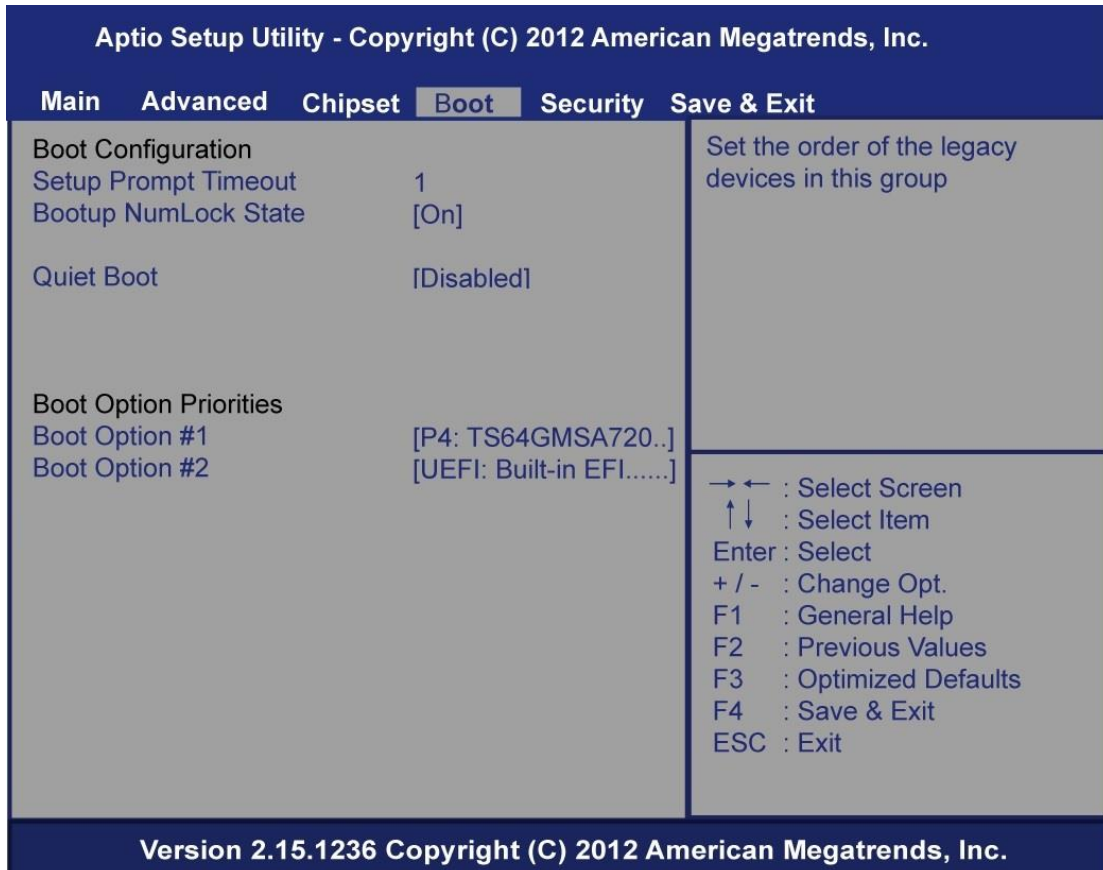 Aptio Setup Utility - Copyright (C) 2012 American Megatrends, Inc.
Main Advanced Chipset Boot Security Save & Exit
Boot Configuration
Setup Prompt Timeout 1
Bootup NumLock State [On]
Quiet Boot [Disabled]
Boot Option Priorities
Boot Option #1 [P4: TS64GMSA720..]
Boot Option #2 [UEFI: Built-in EFI......]
Set the order of the legacy
devices in this group
→ ← : Select Screen
↑ ↓ : Select Item
Enter : Select
+ / - : Change Opt.
F1 : General Help
F2 : Previous Values
F3 : Optimized Defaults
F4 : Save & Exit
ESC : Exit
Version 2.15.1236 Copyright (C) 2012 American Megatrends, Inc.